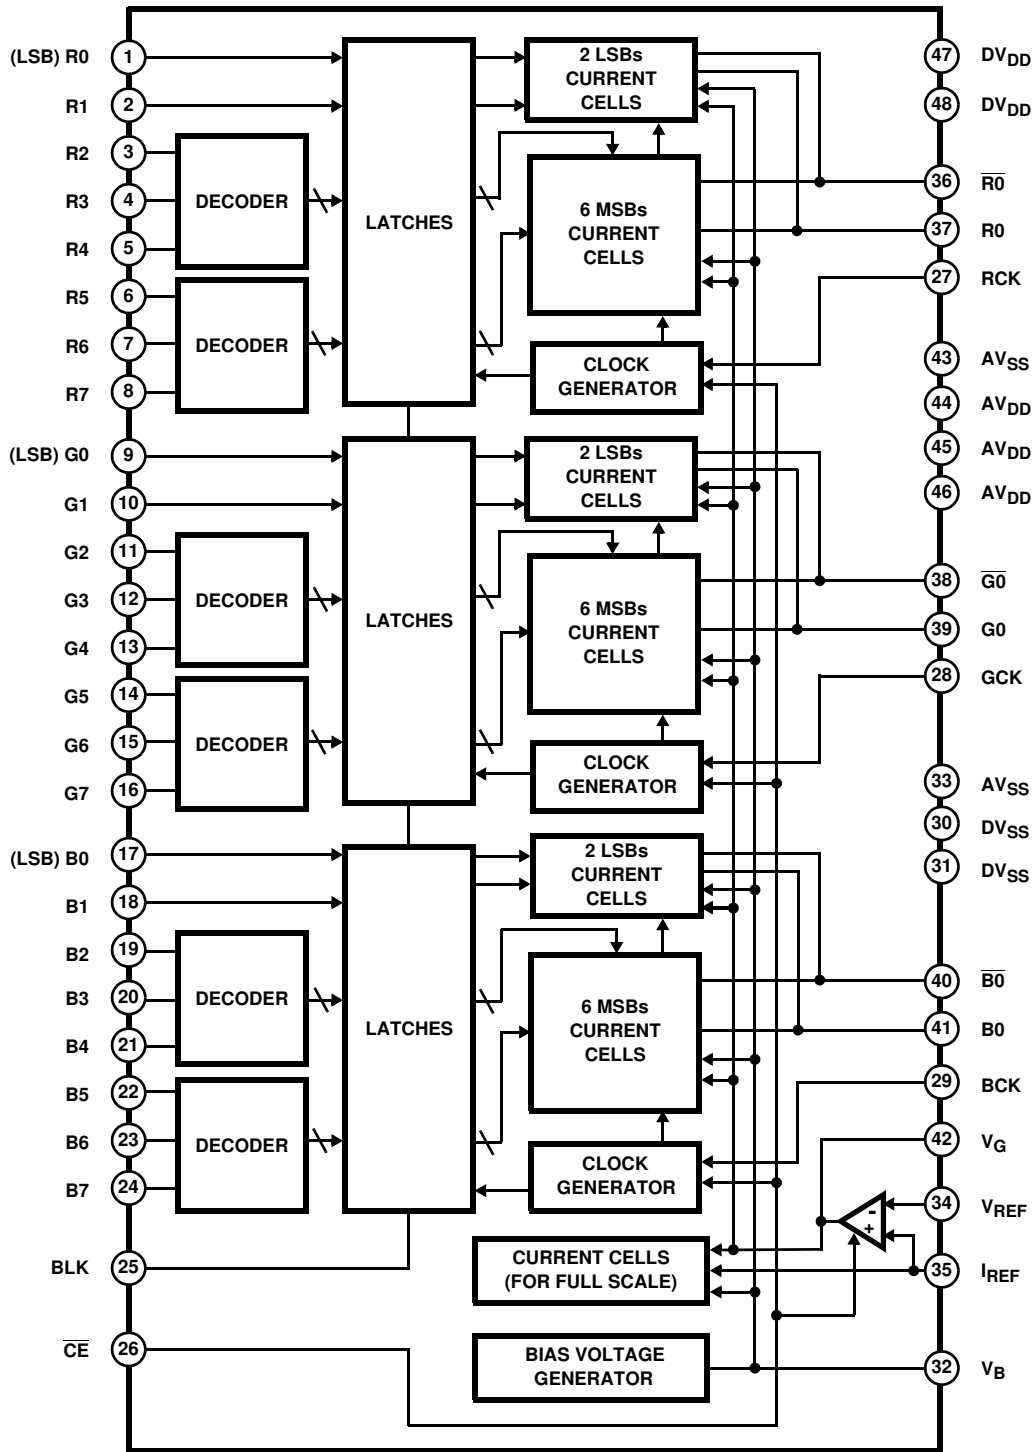 (LSB) R0 1
R1 2
R2 3
R3 4
R4 5
R5 6
R6 7
R7 8
DECODER
DECODER
LATCHES
2 LSBs
CURRENT
CELLS
6 MSBs
CURRENT
CELLS
CLOCK
GENERATOR
47 DVDD
48 DVDD
36 R0
37 R0
27 RCK
43 AVSS
44 AVDD
45 AVDD
46 AVDD
(LSB) G0 9
G1 10
G2 11
G3 12
G4 13
G5 14
G6 15
G7 16
DECODER
DECODER
LATCHES
2 LSBs
CURRENT
CELLS
6 MSBs
CURRENT
CELLS
CLOCK
GENERATOR
38 G0
39 G0
28 GCK
33 AVSS
30 DVSS
31 DVSS
(LSB) B0 17
B1 18
B2 19
B3 20
B4 21
B5 22
B6 23
B7 24
DECODER
DECODER
LATCHES
2 LSBs
CURRENT
CELLS
6 MSBs
CURRENT
CELLS
CLOCK
GENERATOR
40 B0
41 B0
29 BCK
42 VG
34 VREF
-
+
35 IREF
BLK 25
CURRENT CELLS
(FOR FULL SCALE)
CE 26
BIAS VOLTAGE
GENERATOR
32 VB